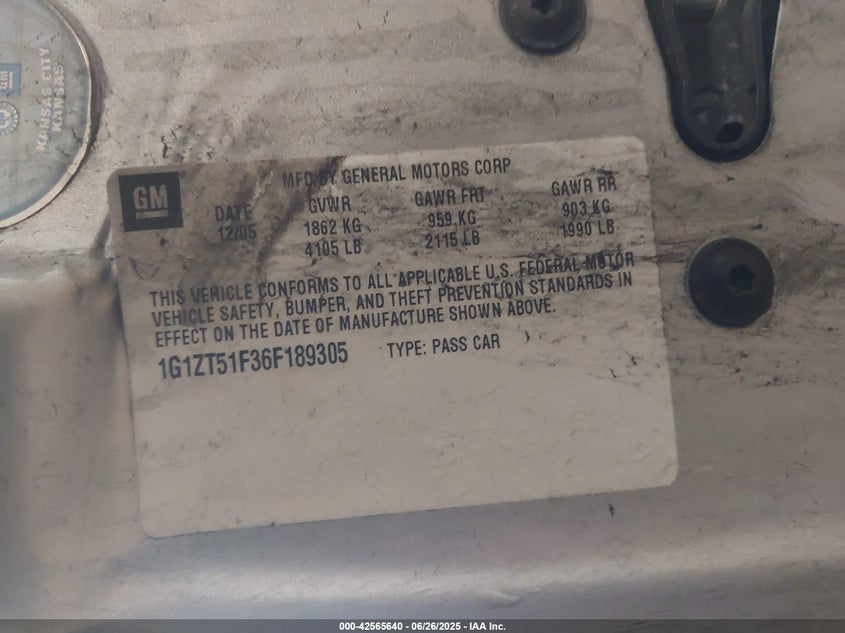 GM
KANSAS CITY
KANSAS
GM
MFD BY GENERAL MOTORS CORP
DATE GVWR GAWR FRT GAWR RR
12/05 1862 KG 959 KG 903 KG
4105 LB 2115 LB 1990 LB
THIS VEHICLE CONFORMS TO ALL APPLICABLE U.S. FEDERAL MOTOR
VEHICLE SAFETY, BUMPER, AND THEFT PREVENTION STANDARDS IN
EFFECT ON THE DATE OF MANUFACTURE SHOWN ABOVE.
1G1ZT51F36F189305 TYPE: PASS CAR
000-42565640 - 06/26/2025 - IAA Inc.